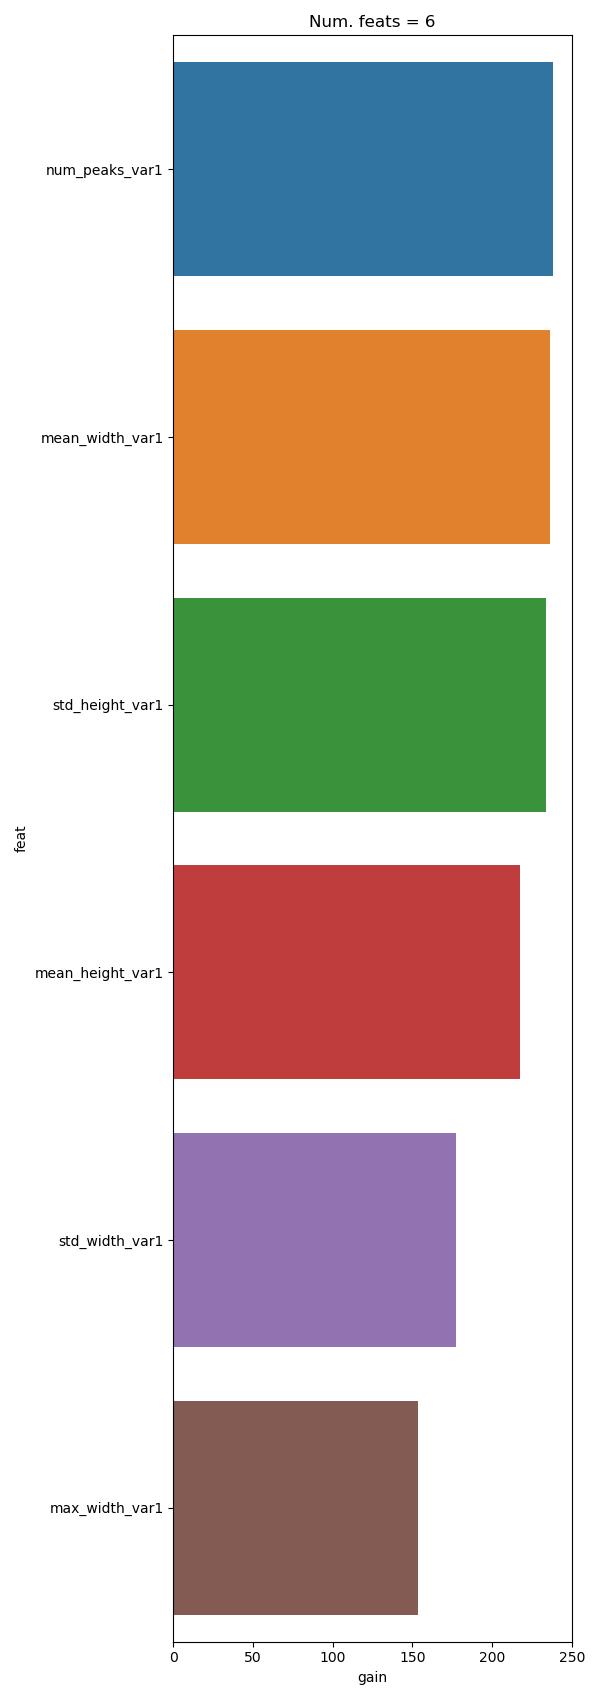 Num. feats = 6
num_peaks_var1
mean_width_var1
std_height_var1
feat
mean_height_var1
std_width_var1
max_width_var1
0 50 100 150 200 250
gain